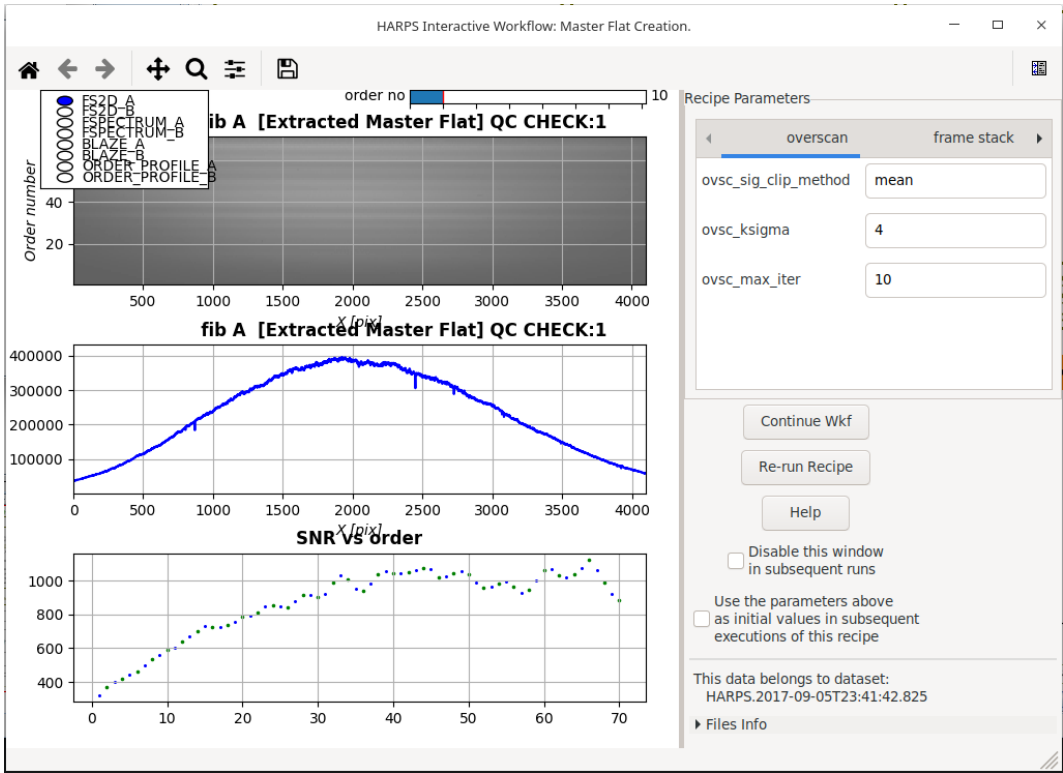 HARPS Interactive Workflow: Master Flat Creation.
order no 10
FS2D_A
FS2D_B
FSPECTRUM_A
FSPECTRUM_B
BLAZE_A
BLAZE_B
ORDER_PROFILE_A
ORDER_PROFILE_B
ib A [Extracted Master Flat] QC CHECK:1
Order number
40
20
500 1000 1500 2000 2500 3000 3500 4000
X [pix]
fib A [Extracted Master Flat] QC CHECK:1
400000
300000
200000
100000
0 500 1000 1500 2000 2500 3000 3500 4000
X [pix]
SNR vs order
1000
800
600
400
0 10 20 30 40 50 60 70
Recipe Parameters
overscan frame stack
ovsc_sig_clip_method mean
ovsc_ksigma 4
ovsc_max_iter 10
Continue Wkf
Re-run Recipe
Help
Disable this window
in subsequent runs
Use the parameters above
as initial values in subsequent
executions of this recipe
This data belongs to dataset:
HARPS.2017-09-05T23:41:42.825
Files Info